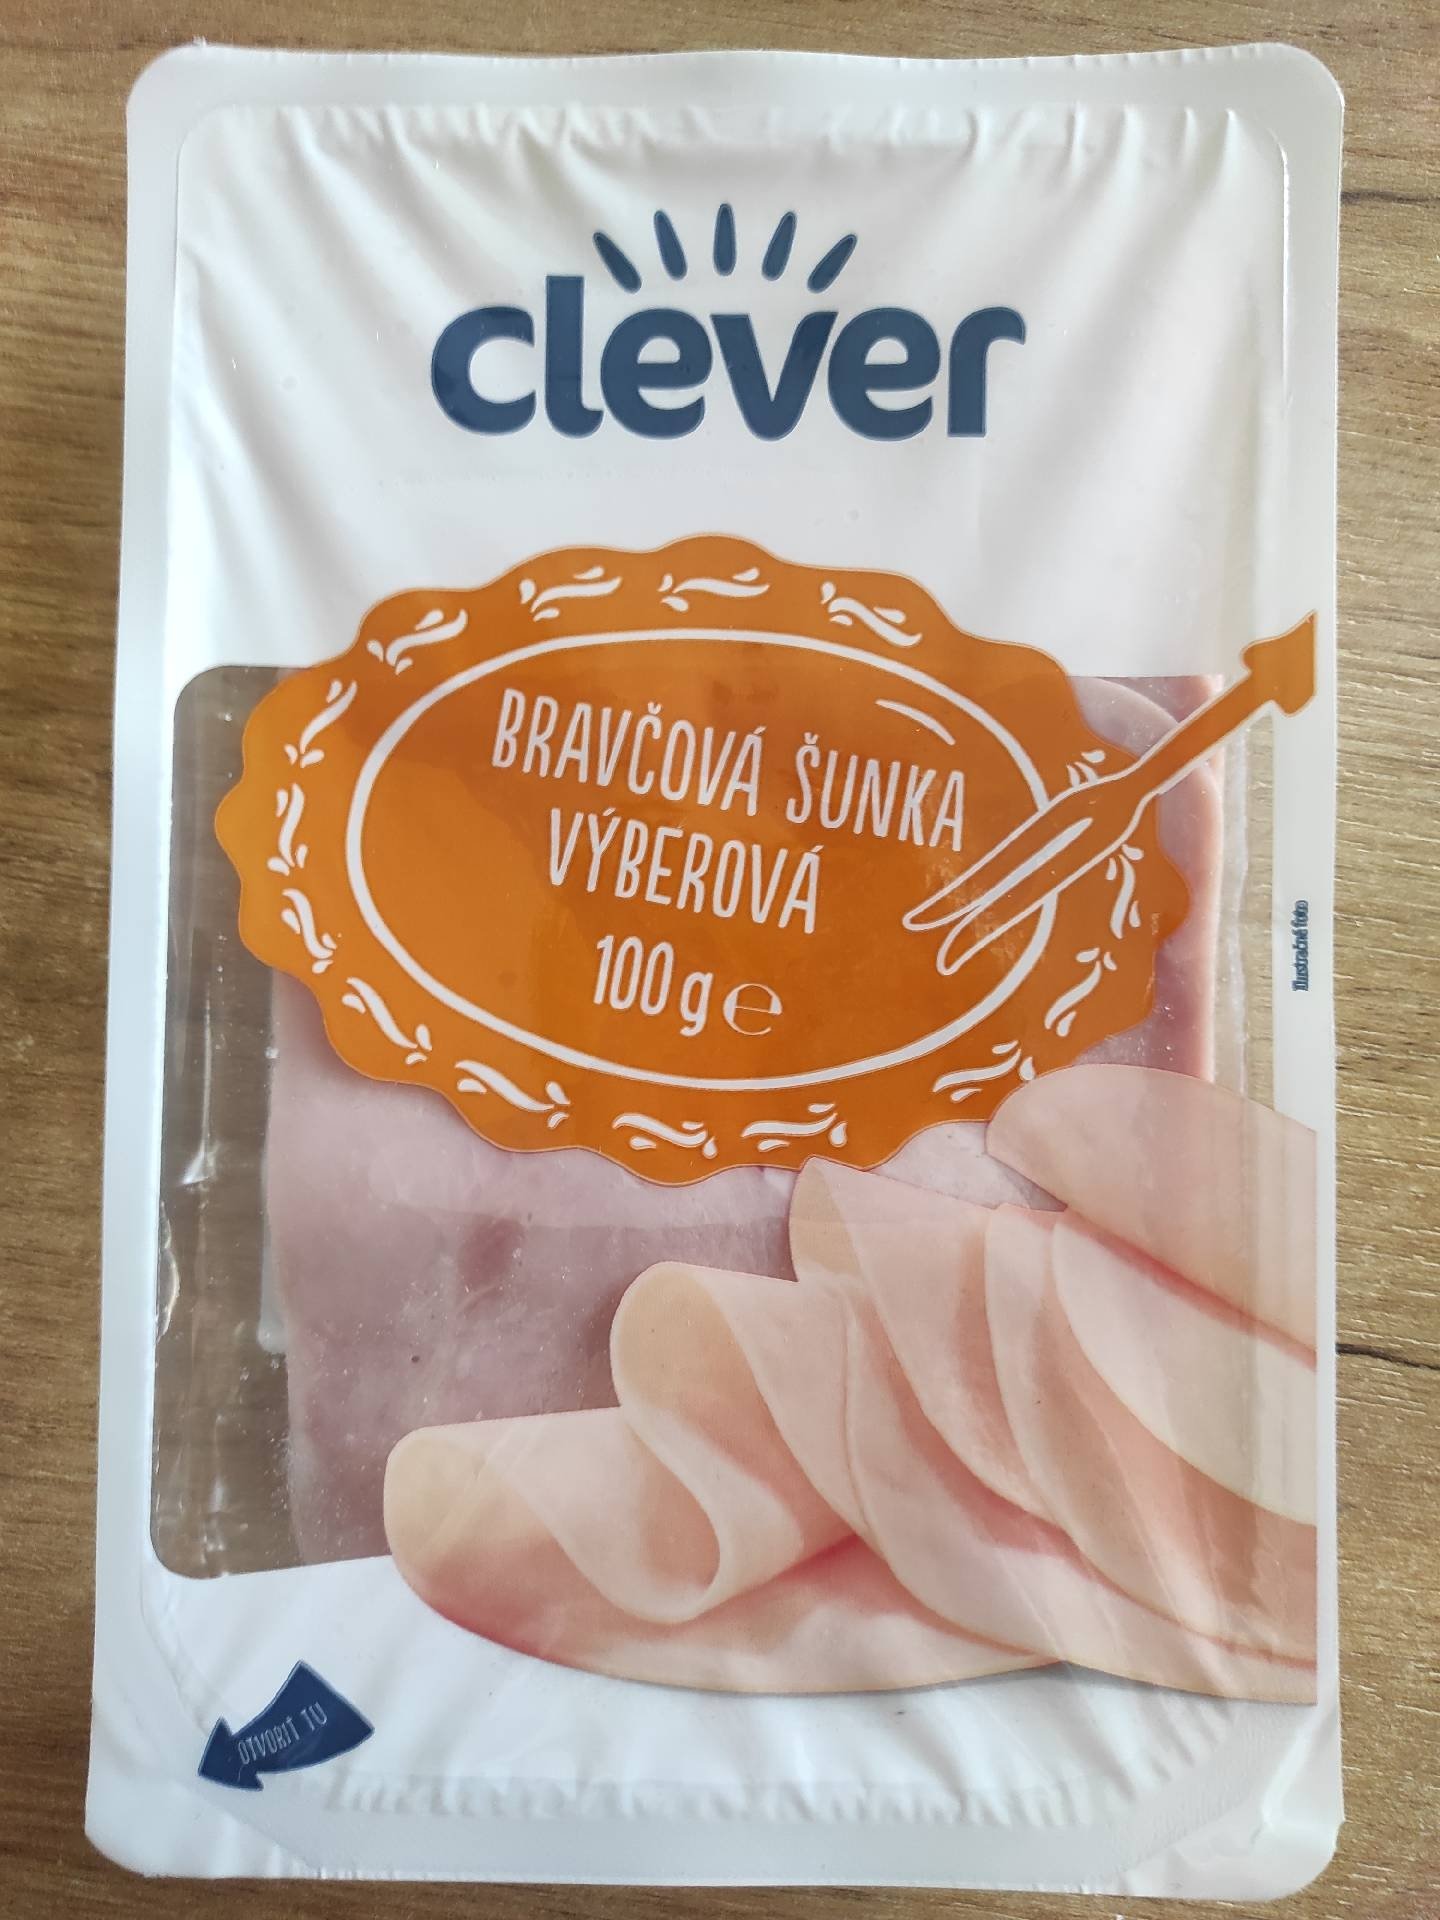 clever
BRAVČOVÁ ŠUNKA
VÝBEROVÁ
100 g e
Ilustračné foto
OTVORIŤ TU